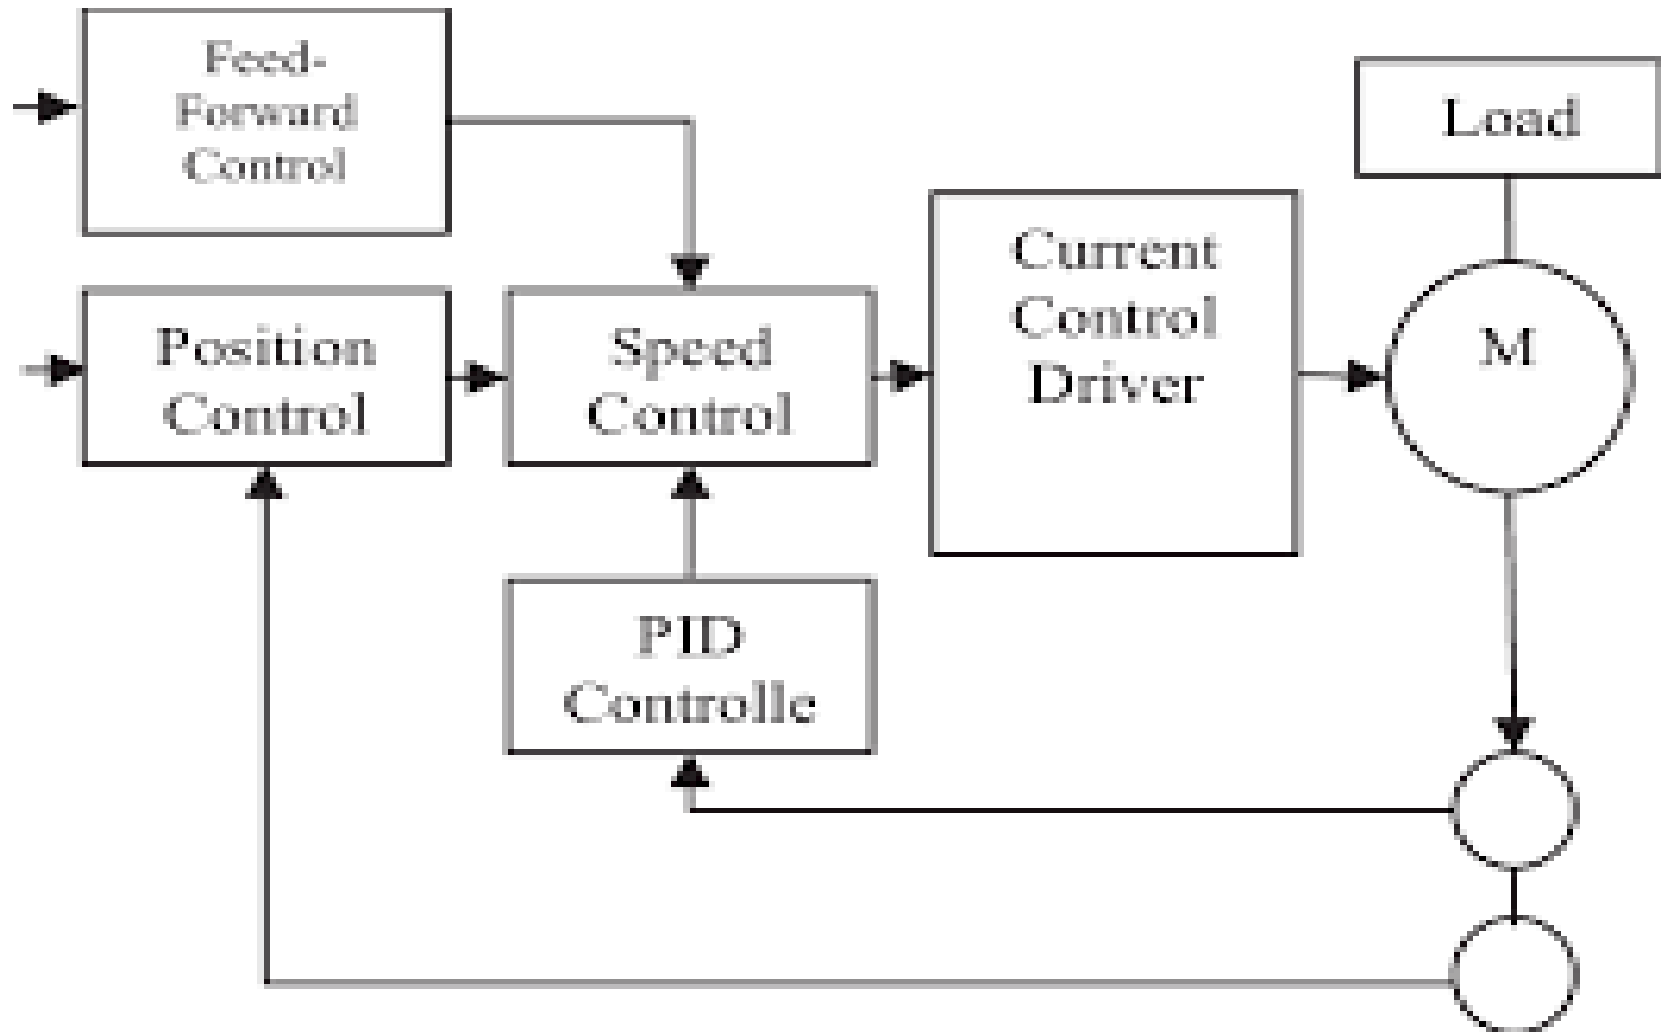 Feed-
Forward
Control
Load
Current
Control
Driver
Position
Control
Speed
Control
M
PID
Controlle